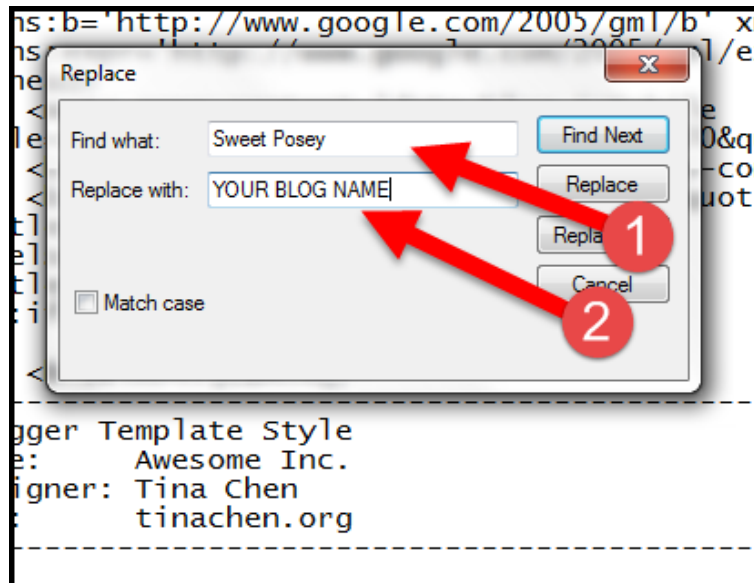 ns:b='http://www.google.com/2005/gml/b' x
Replace
Find what: Sweet Posey Find Next
Replace with: YOUR BLOG NAME Replace
1
Match case
Cancel
2
gger Template Style
Awesome Inc.
igner: Tina Chen
tinachen.org